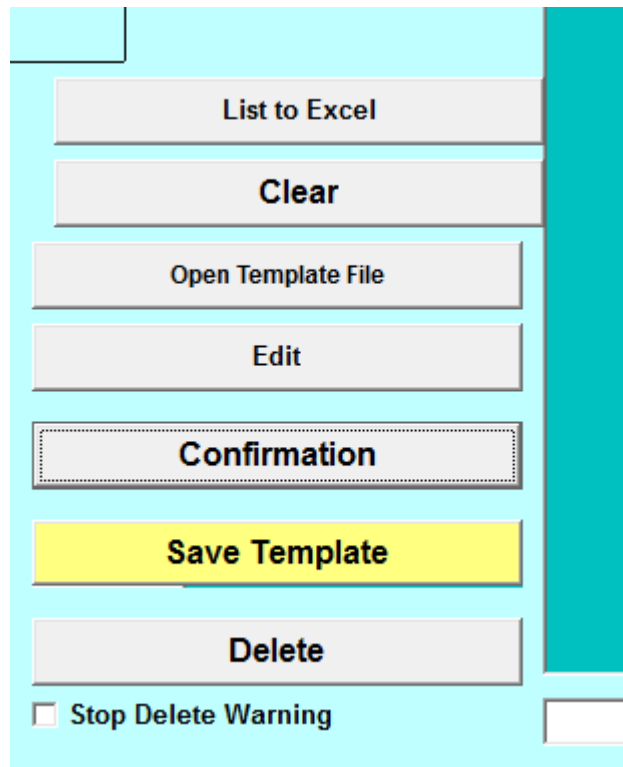 List to Excel
Clear
Open Template File
Edit
Confirmation
Save Template
Delete
Stop Delete Warning